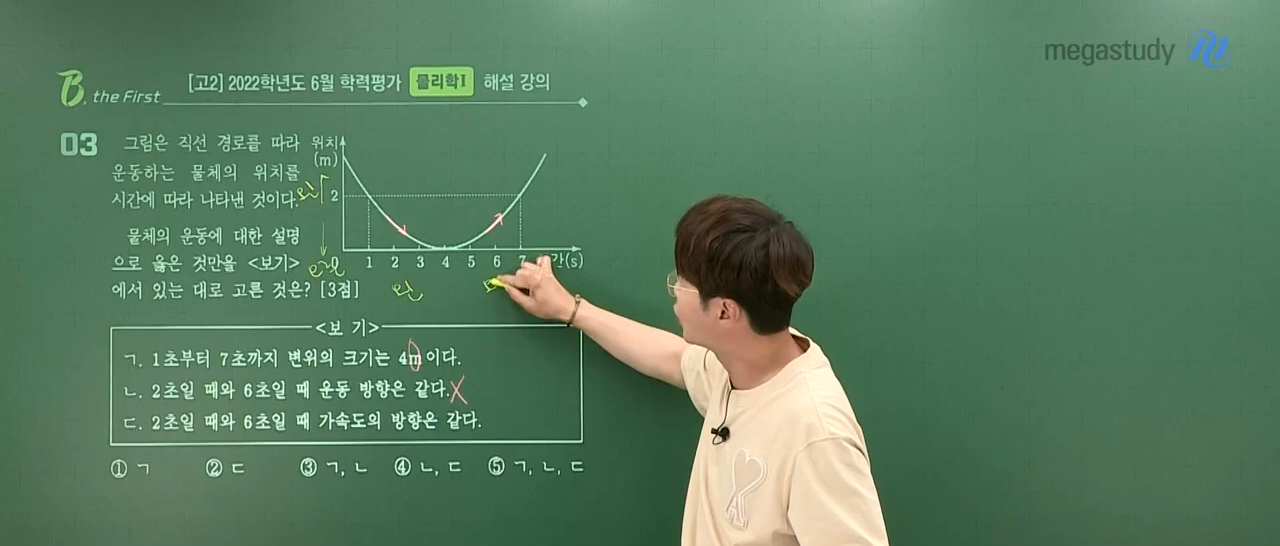 megastudy M
B. the First
[고2] 2022학년도 6월 학력평가 물리학Ⅰ 해설 강의
03
그림은 직선 경로를 따라
운동하는 물체의 위치를
시간에 따라 나타낸 것이다.
물체의 운동에 대한 설명
으로 옳은 것만을 <보기>
에서 있는 대로 고른 것은? [3점]
위치
(m)
2
0 1 2 3 4 5 6 7 간(s)
<보 기>
ㄱ. 1초부터 7초까지 변위의 크기는 4m이다.
ㄴ. 2초일 때와 6초일 때 운동 방향은 같다.
ㄷ. 2초일 때와 6초일 때 가속도의 방향은 같다.
① ㄱ ② ㄷ ③ ㄱ, ㄴ ④ ㄴ, ㄷ ⑤ ㄱ, ㄴ, ㄷ